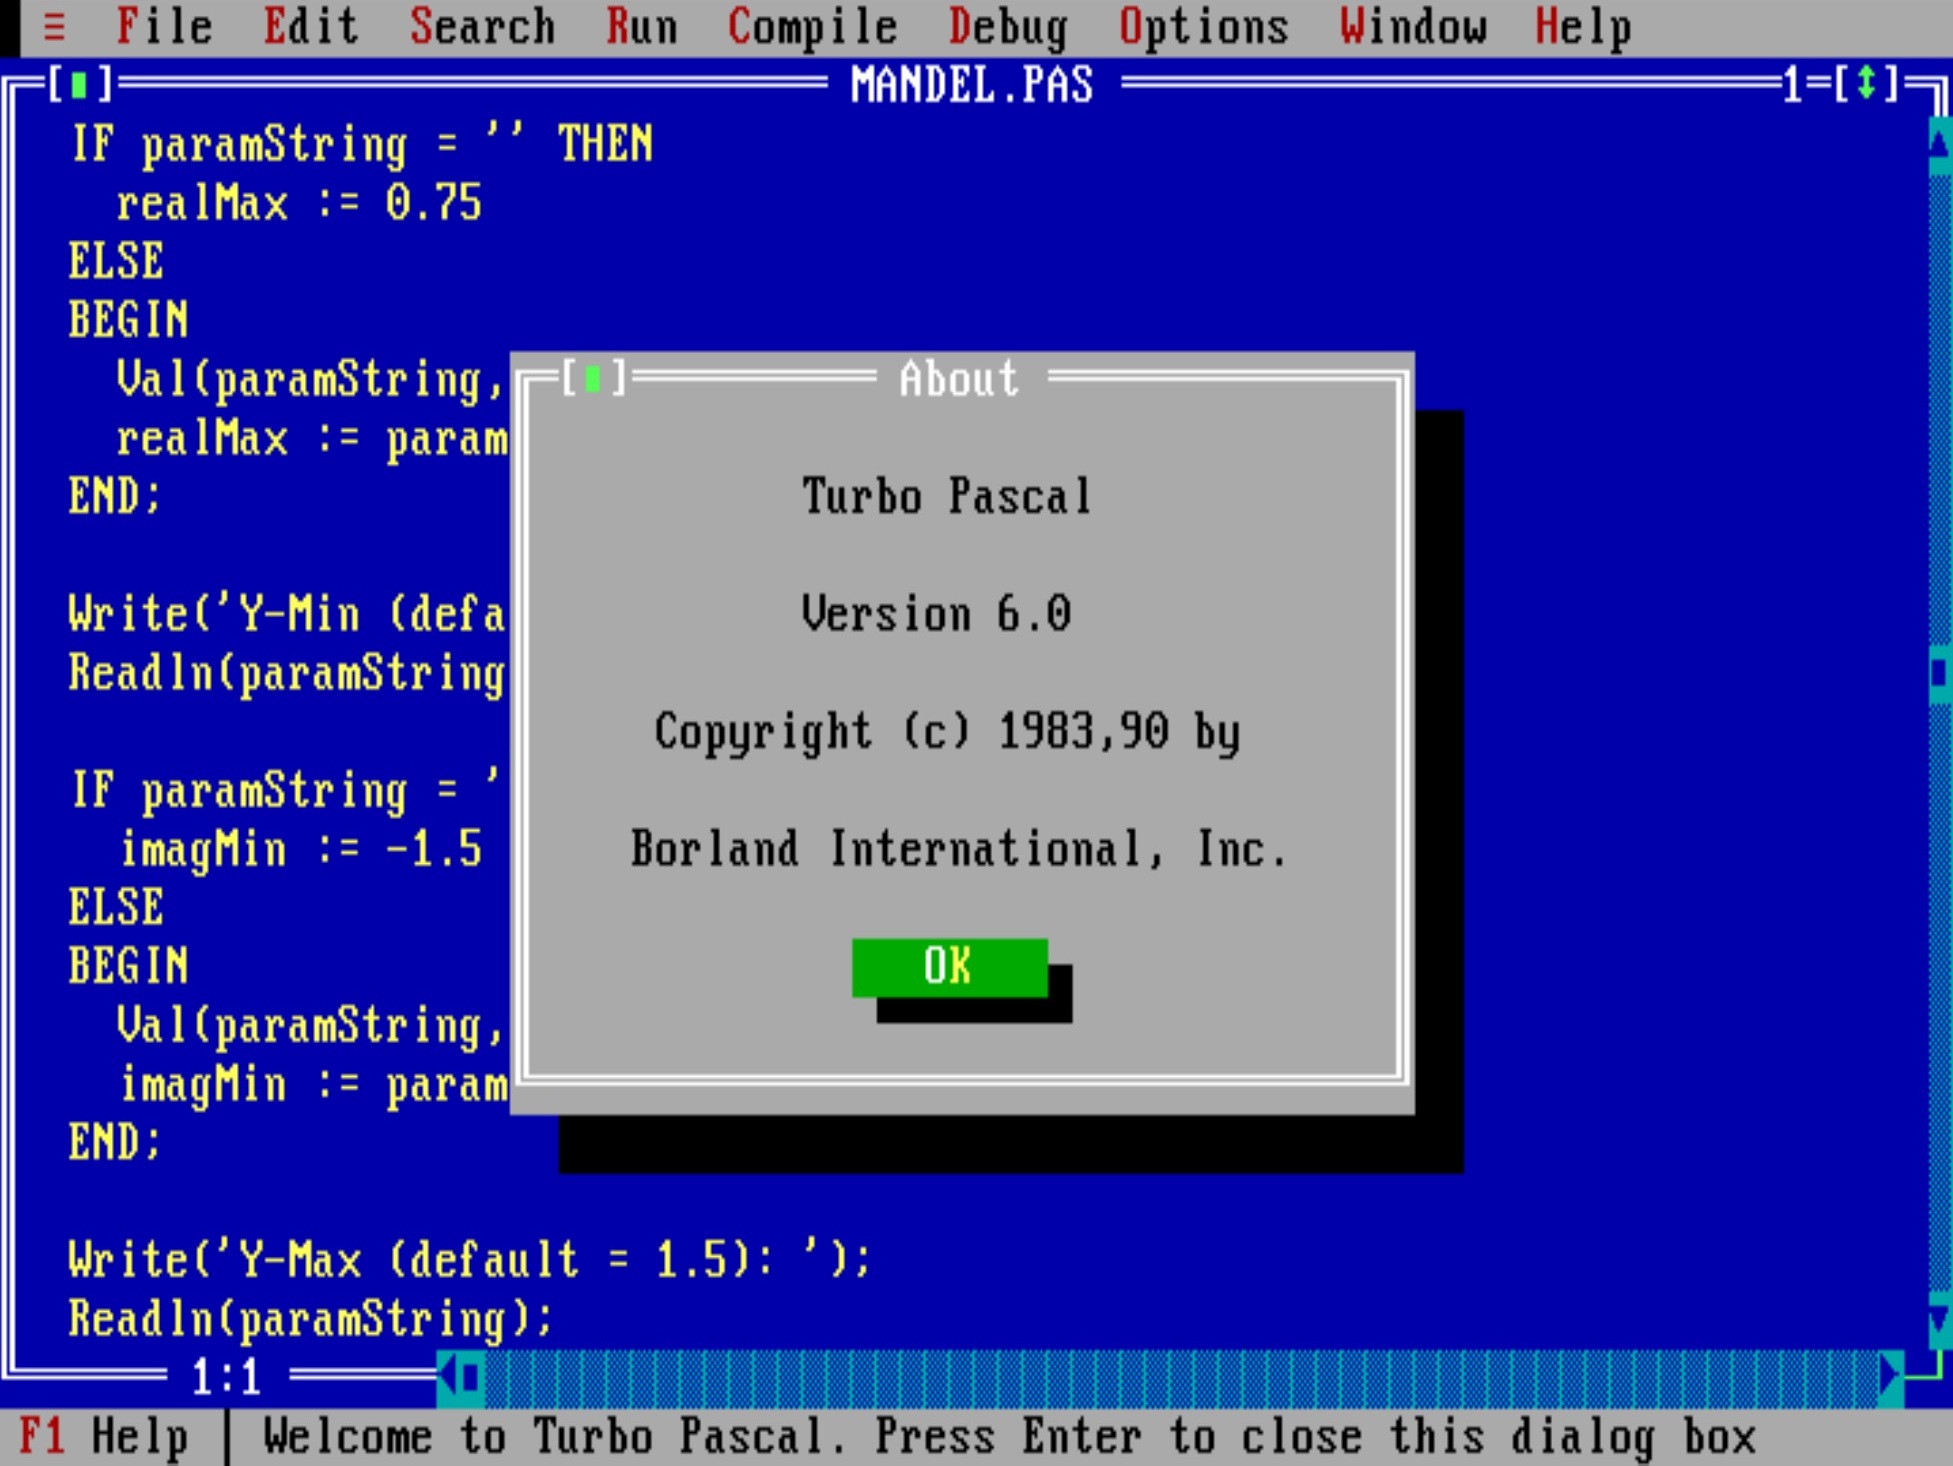 ≡ File Edit Search Run Compile Debug Options Window Help
[■] MANDEL.PAS 1=[↕]
IF paramString = '' THEN
realMax := 0.75
ELSE
BEGIN
Val(paramString,
realMax := param
END;
Write('Y-Min (defa
Readln(paramString
IF paramString = '
imagMin := -1.5
ELSE
BEGIN
Val(paramString,
imagMin := param
END;
Write('Y-Max (default = 1.5): ');
Readln(paramString);
1:1
[■] About
Turbo Pascal
Version 6.0
Copyright (c) 1983,90 by
Borland International, Inc.
OK
F1 Help │ Welcome to Turbo Pascal. Press Enter to close this dialog box